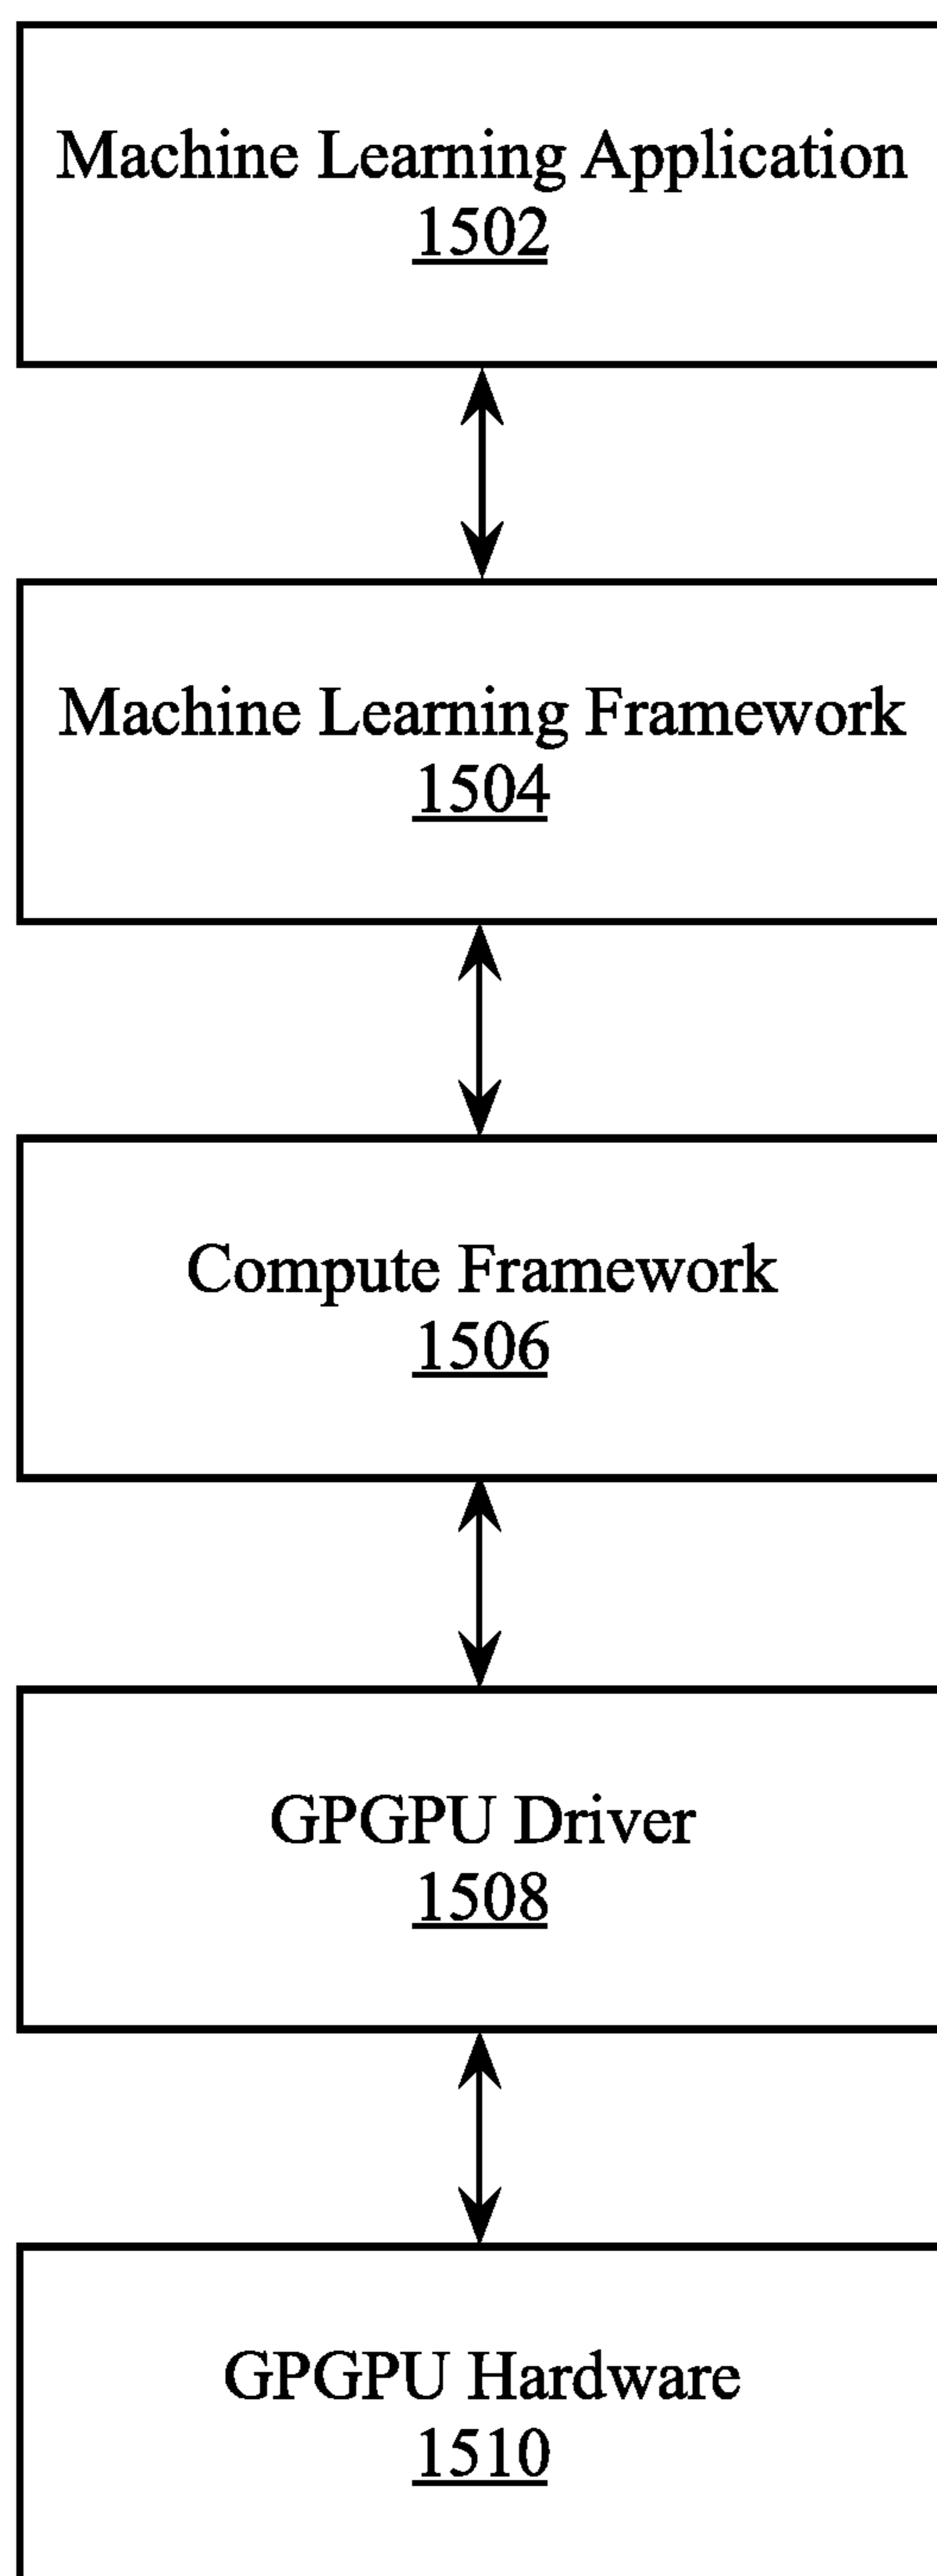 Machine Learning Application
1502
Machine Learning Framework
1504
Compute Framework
1506
GPGPU Driver
1508
GPGPU Hardware
1510